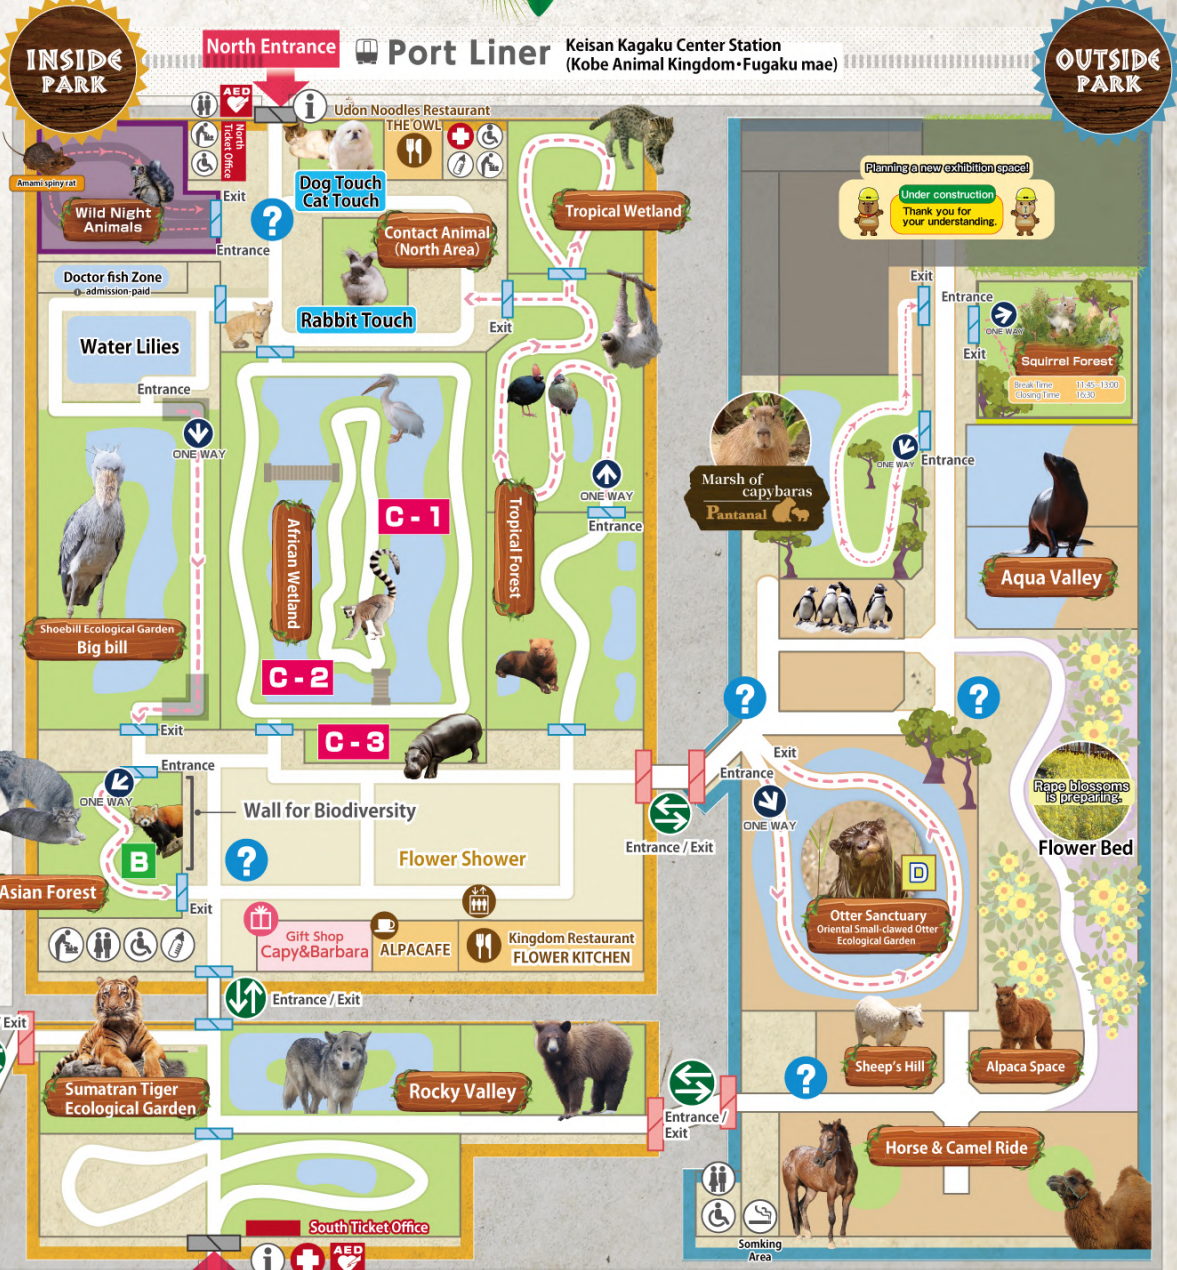 INSIDE
PARK
North Entrance
Port Liner
Keisan Kagaku Center Station
(Kobe Animal Kingdom・Fugaku mae)
OUTSIDE
PARK
AED
North
Ticket Office
Udon Noodles Restaurant
THE OWL
Amami spiny rat
Wild Night
Animals
Exit
Entrance
?
Dog Touch
Cat Touch
Contact Animal
(North Area)
Rabbit Touch
Tropical Wetland
Exit
Planning a new exhibition space!
Under construction
Thank you for
your understanding.
Doctor fish Zone
admission-paid
Water Lilies
Entrance
ONE WAY
Shoebill Ecological Garden
Big bill
Exit
African Wetland
C - 1
C - 2
C - 3
Tropical Forest
ONE WAY
Entrance
Exit
Entrance
ONE WAY
Exit
Squirrel Forest
Break Time 11:45-13:00
Closing Time 16:30
Marsh of
capybaras
Pantanal
ONE WAY
Entrance
Aqua Valley
?
?
Entrance
ONE WAY
B
Asian Forest
Exit
Wall for Biodiversity
?
Flower Shower
Entrance / Exit
Exit
Entrance
ONE WAY
D
Otter Sanctuary
Oriental Small-clawed Otter
Ecological Garden
Rape blossoms
is preparing.
Flower Bed
Gift Shop
Capy&Barbara
ALPACAFE
Kingdom Restaurant
FLOWER KITCHEN
Entrance / Exit
/ Exit
Sumatran Tiger
Ecological Garden
Rocky Valley
Entrance /
Exit
Sheep's Hill
Alpaca Space
?
Horse & Camel Ride
Somking
Area
South Ticket Office
AED